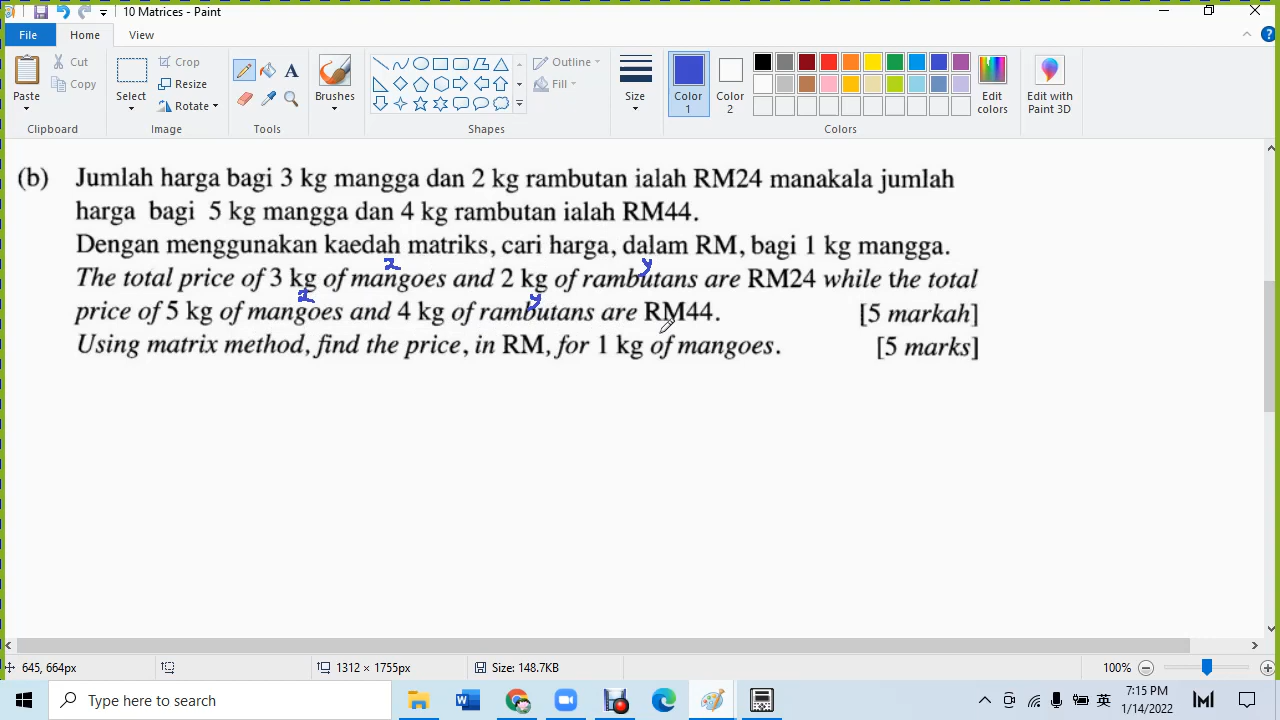 10 Matrices - Paint
File Home View
Paste Cut Copy Clipboard
Select Crop Resize Rotate Image
A Tools
Brushes
Outline Fill Shapes
Size
Color 1 Color 2 Edit colors Colors
Edit with Paint 3D
(b) Jumlah harga bagi 3 kg mangga dan 2 kg rambutan ialah RM24 manakala jumlah
harga bagi 5 kg mangga dan 4 kg rambutan ialah RM44.
Dengan menggunakan kaedah matriks, cari harga, dalam RM, bagi 1 kg mangga.
x y
The total price of 3 kg of mangoes and 2 kg of rambutans are RM24 while the total
x y
price of 5 kg of mangoes and 4 kg of rambutans are RM44. [5 markah]
Using matrix method, find the price, in RM, for 1 kg of mangoes. [5 marks]
645, 664px 1312 × 1755px Size: 148.7KB 100%
Type here to search
英 7:15 PM
1/14/2022